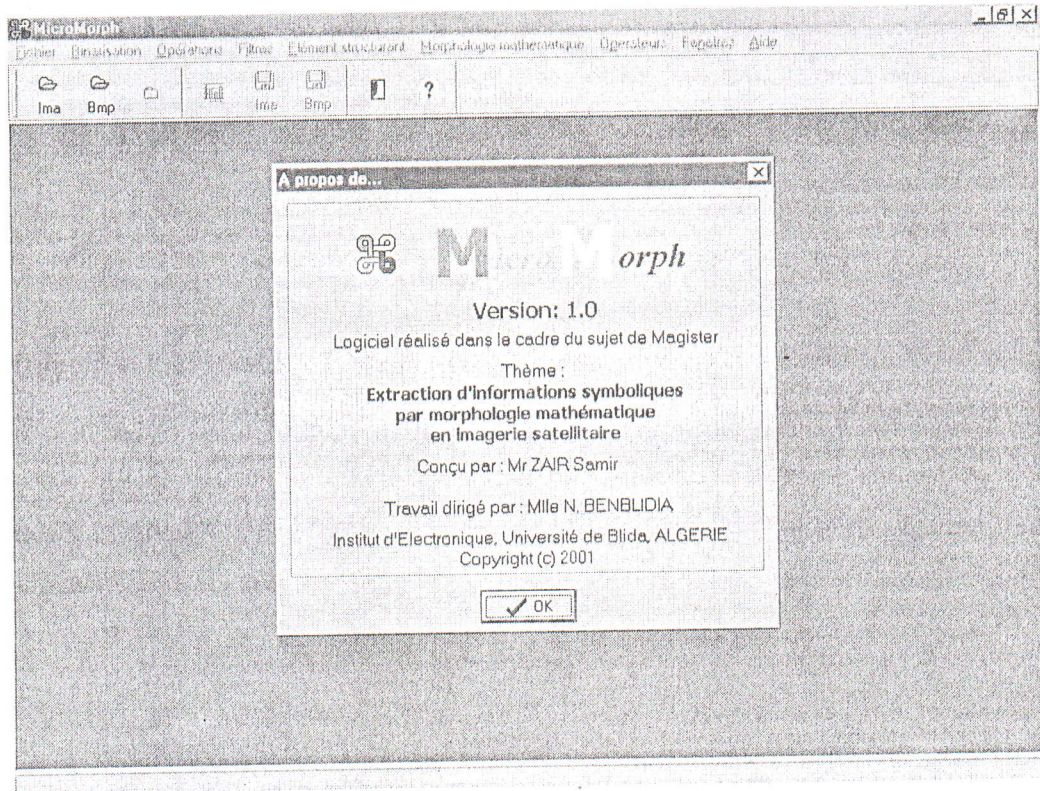 MicroMorph
Fichier Binarisation Opérations Filtres Elément structurant Morphologie mathématique Opérateurs Fenêtres Aide
Ima Bmp Ima Bmp ?
A propos de...
MicroMorph
Version: 1.0
Logiciel réalisé dans le cadre du sujet de Magister
Thème :
Extraction d'informations symboliques
par morphologie mathématique
en Imagerie satellitaire
Conçu par : Mr ZAIR Samir
Travail dirigé par : Mlle N. BENBLIDIA
Institut d'Electronique, Université de Blida, ALGERIE
Copyright (c) 2001
OK